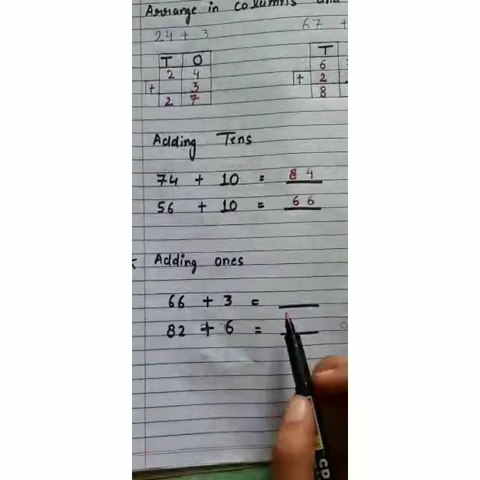 Arrange in columns and
24 + 3 67 +
T O T
2 4 6
+ 3 + 2
2 7 8
Adding Tens
74 + 10 = 84
56 + 10 = 66
Adding ones
66 + 3 =
82 + 6 =